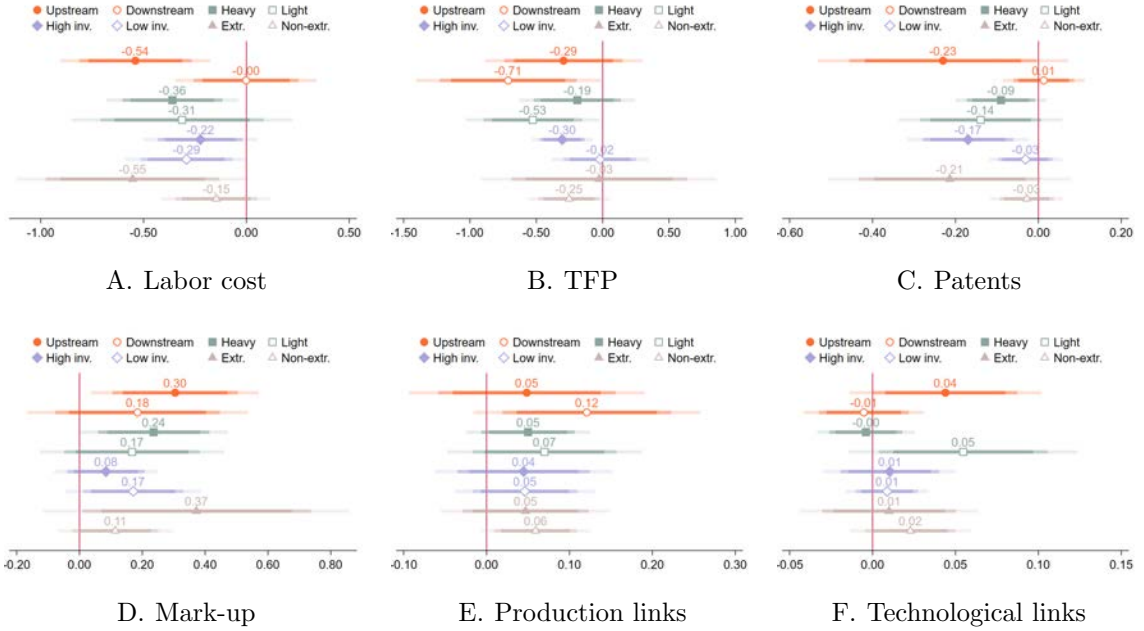 Upstream Downstream Heavy Light
High inv. Low inv. Extr. Non-extr.
-0.54
-0.00
-0.36
-0.31
-0.22
-0.29
-0.55
-0.15
-1.00 -0.50 0.00 0.50
A. Labor cost
Upstream Downstream Heavy Light
High inv. Low inv. Extr. Non-extr.
-0.29
-0.71
-0.19
-0.53
-0.30
-0.02
-0.03
-0.25
-1.50 -1.00 -0.50 0.00 0.50 1.00
B. TFP
Upstream Downstream Heavy Light
High inv. Low inv. Extr. Non-extr.
-0.23
0.01
-0.09
-0.14
-0.17
-0.03
-0.21
-0.03
-0.60 -0.40 -0.20 0.00 0.20
C. Patents
Upstream Downstream Heavy Light
High inv. Low inv. Extr. Non-extr.
0.30
0.18
0.24
0.17
0.08
0.17
0.37
0.11
-0.20 0.00 0.20 0.40 0.60 0.80
D. Mark-up
Upstream Downstream Heavy Light
High inv. Low inv. Extr. Non-extr.
0.05
0.12
0.05
0.07
0.04
0.05
0.05
0.06
-0.10 0.00 0.10 0.20 0.30
E. Production links
Upstream Downstream Heavy Light
High inv. Low inv. Extr. Non-extr.
0.04
-0.01
-0.00
0.05
0.01
0.01
0.01
0.02
-0.05 0.00 0.05 0.10 0.15
F. Technological links